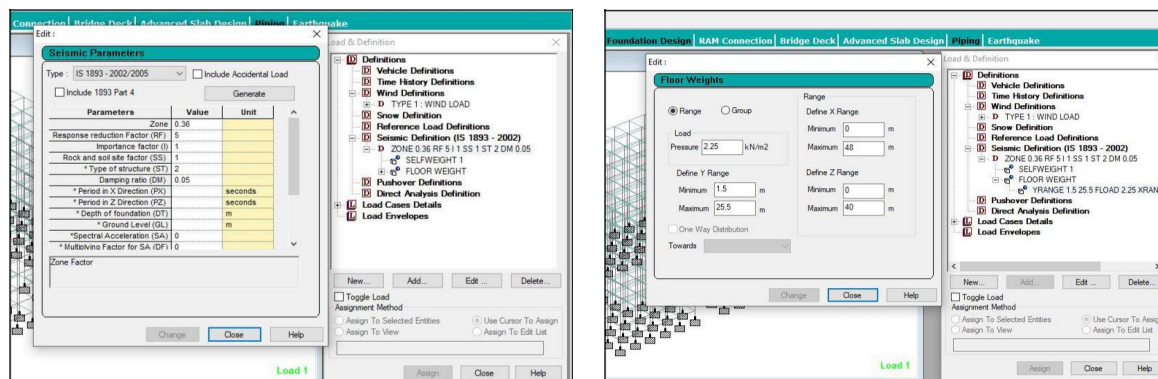 Connection Bridge Deck Advanced Slab Design Piping Earthquake
Edit :
Seismic Parameters
Type : IS 1893 - 2002/2005 Include Accidental Load
Include 1893 Part 4 Generate
Parameters Value Unit
Zone 0.36
Response reduction Factor (RF) 5
Importance factor (I) 1
Rock and soil site factor (SS) 1
* Type of structure (ST) 2
Damping ratio (DM) 0.05
* Period in X Direction (PX) seconds
* Period in Z Direction (PZ) seconds
* Depth of foundation (DT) m
* Ground Level (GL) m
*Spectral Acceleration (SA) 0
* Multiplying Factor for SA (DF) 0
Zone Factor
Change Close Help
Load & Definition
Definitions
Vehicle Definitions
Time History Definitions
Wind Definitions
TYPE 1 : WIND LOAD
Snow Definition
Reference Load Definitions
Seismic Definition (IS 1893 - 2002)
ZONE 0.36 RF 5 I 1 SS 1 ST 2 DM 0.05
SELFWEIGHT 1
FLOOR WEIGHT
Pushover Definitions
Direct Analysis Definition
Load Cases Details
Load Envelopes
New... Add... Edit ... Delete...
Toggle Load
Assignment Method
Assign To Selected Entities Use Cursor To Assign
Assign To View Assign To Edit List
Assign Close Help
Load 1
Foundation Design RAM Connection Bridge Deck Advanced Slab Design Piping Earthquake
Edit :
Floor Weights
Range Group
Load
Pressure 2.25 kN/m2
Define Y Range
Minimum 1.5 m
Maximum 25.5 m
One Way Distribution
Towards
Range
Define X Range
Minimum 0 m
Maximum 48 m
Define Z Range
Minimum 0 m
Maximum 40 m
Change Close Help
Load & Definition
Definitions
Vehicle Definitions
Time History Definitions
Wind Definitions
TYPE 1 : WIND LOAD
Snow Definition
Reference Load Definitions
Seismic Definition (IS 1893 - 2002)
ZONE 0.36 RF 5 I 1 SS 1 ST 2 DM 0.05
SELFWEIGHT 1
FLOOR WEIGHT
YRANGE 1.5 25.5 FLOAD 2.25 XRAN
Pushover Definitions
Direct Analysis Definition
Load Cases Details
Load Envelopes
New... Add... Edit ... Delete...
Toggle Load
Assignment Method
Assign To Selected Entities Use Cursor To Assig
Assign To View Assign To Edit List
Assign Close Help
Load 1